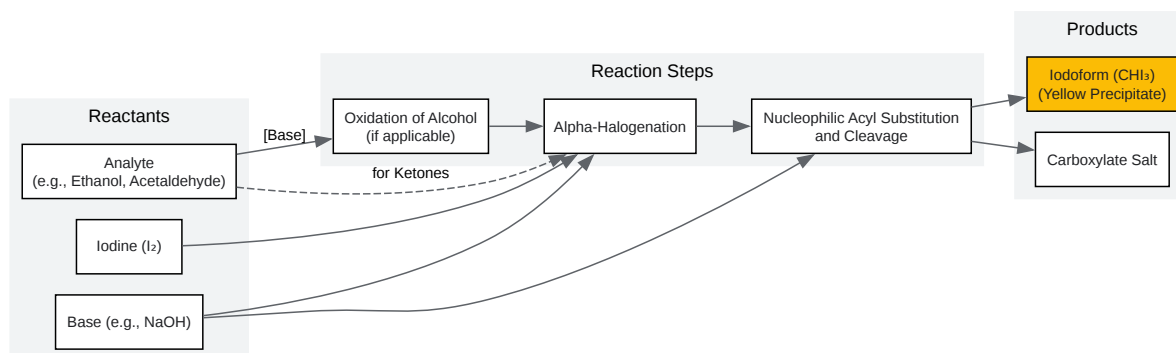 Reactants
Analyte
(e.g., Ethanol, Acetaldehyde)
Iodine (I₂)
Base (e.g., NaOH)
[Base]
for Ketones
Reaction Steps
Oxidation of Alcohol
(if applicable)
Alpha-Halogenation
Nucleophilic Acyl Substitution
and Cleavage
Products
Iodoform (CHI₃)
(Yellow Precipitate)
Carboxylate Salt